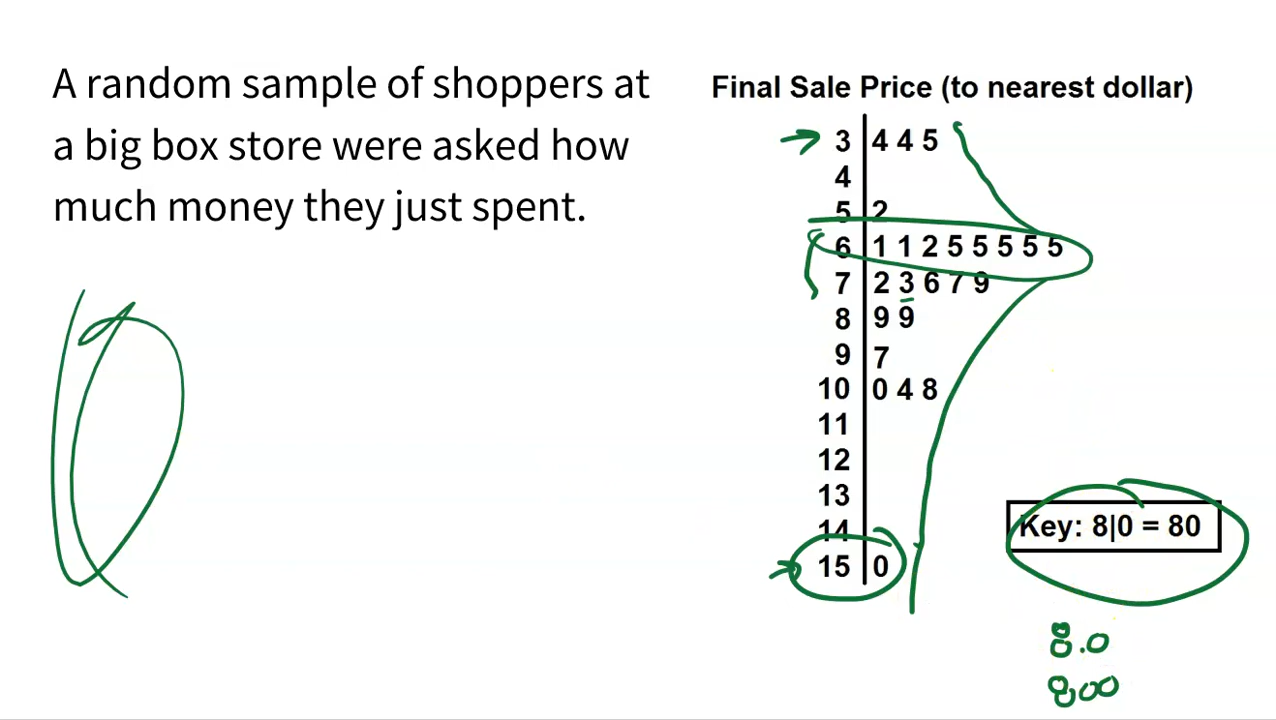 A random sample of shoppers at
a big box store were asked how
much money they just spent.
Final Sale Price (to nearest dollar)
3 | 4 4 5
4 |
5 | 2
6 | 1 1 2 5 5 5 5 5
7 | 2 3 6 7 9
8 | 9 9
9 | 7
10 | 0 4 8
11 |
12 |
13 |
14 |
15 | 0
Key: 8|0 = 80
8.0
800